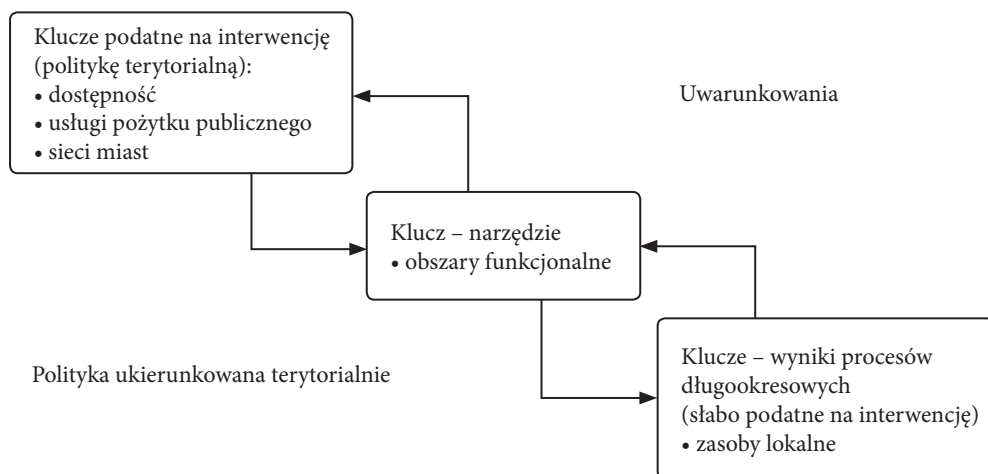 Klucze podatne na interwencję
(politykę terytorialną):
• dostępność
• usługi pożytku publicznego
• sieci miast
Uwarunkowania
Klucz – narzędzie
• obszary funkcjonalne
Polityka ukierunkowana terytorialnie
Klucze – wyniki procesów
długookresowych
(słabo podatne na interwencję)
• zasoby lokalne